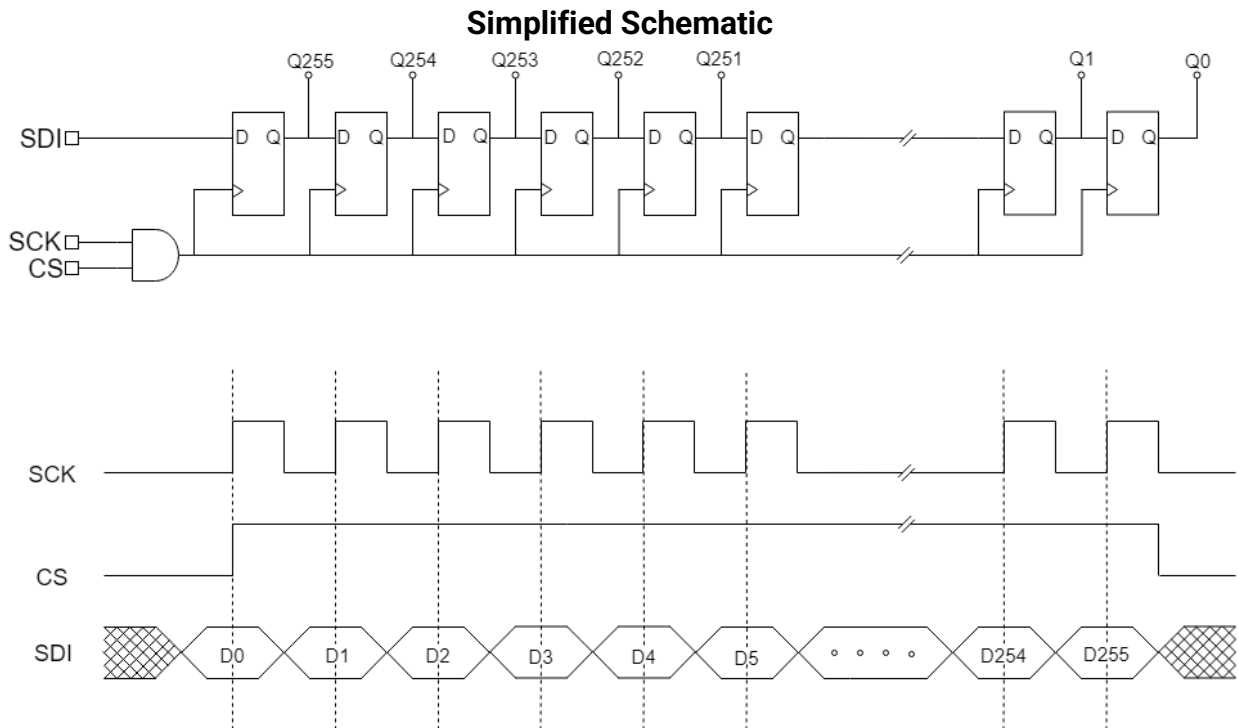 Simplified Schematic
Q255 Q254 Q253 Q252 Q251 Q1 Q0
SDI D Q D Q D Q D Q D Q D Q D Q D Q
SCK
CS
SCK
CS
SDI D0 D1 D2 D3 D4 D5 D254 D255